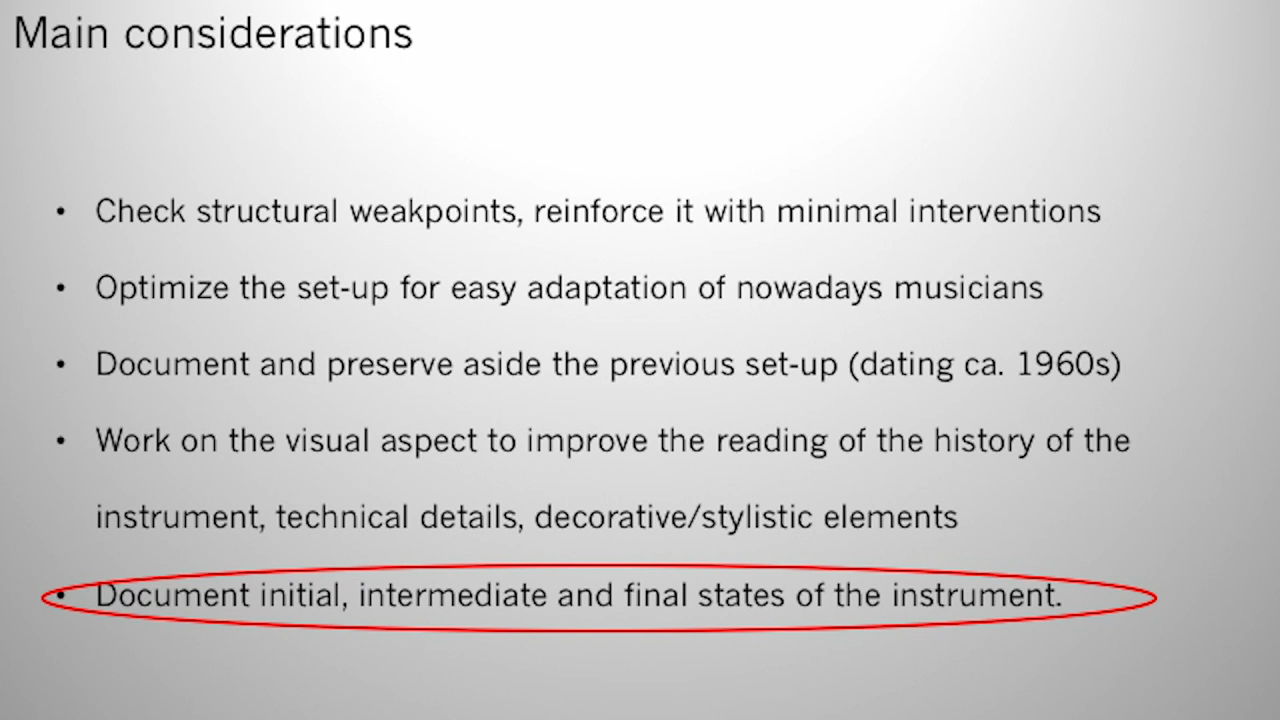 Main considerations
• Check structural weakpoints, reinforce it with minimal interventions
• Optimize the set-up for easy adaptation of nowadays musicians
• Document and preserve aside the previous set-up (dating ca. 1960s)
• Work on the visual aspect to improve the reading of the history of the
instrument, technical details, decorative/stylistic elements
• Document initial, intermediate and final states of the instrument.